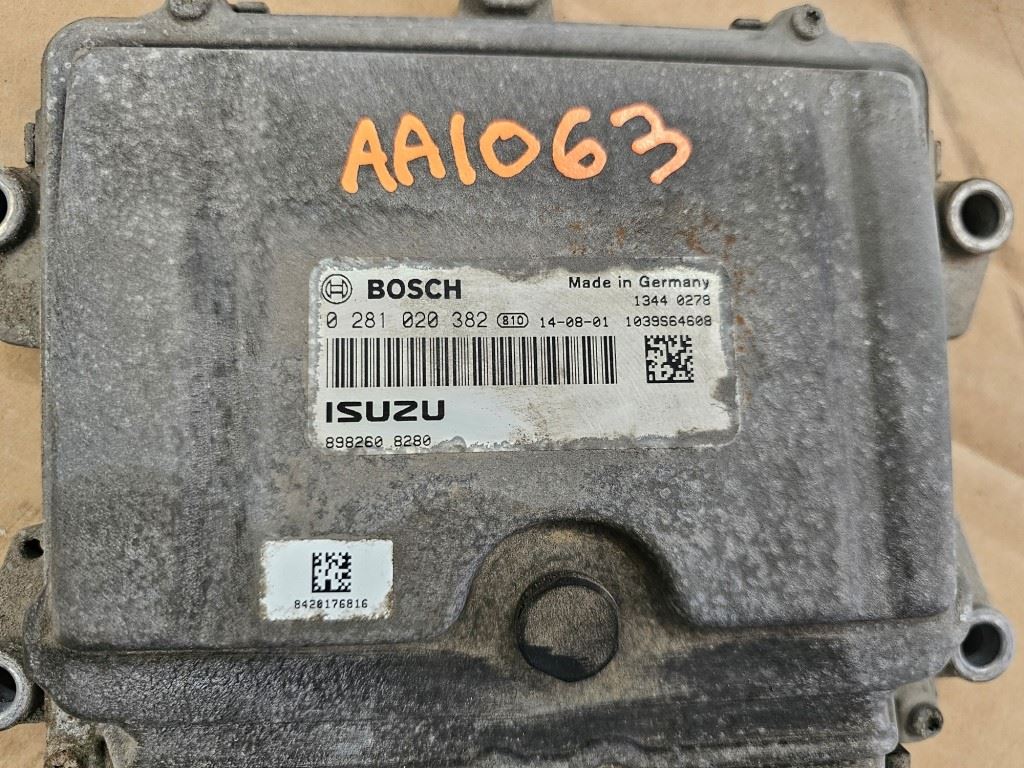 AA1063
BOSCH Made in Germany
1344 0278
0 281 020 382 810 14-08-01 1039S64608
ISUZU
898260 8280
8420176816